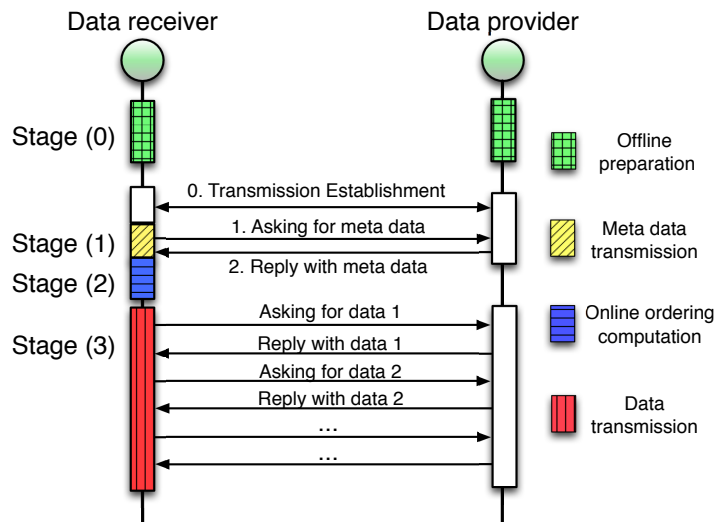 Data receiver
Data provider
Stage (0)
Offline
preparation
0. Transmission Establishment
1. Asking for meta data
Stage (1)
Meta data
transmission
2. Reply with meta data
Stage (2)
Asking for data 1
Online ordering
computation
Stage (3)
Reply with data 1
Asking for data 2
Reply with data 2
Data
transmission
...
...